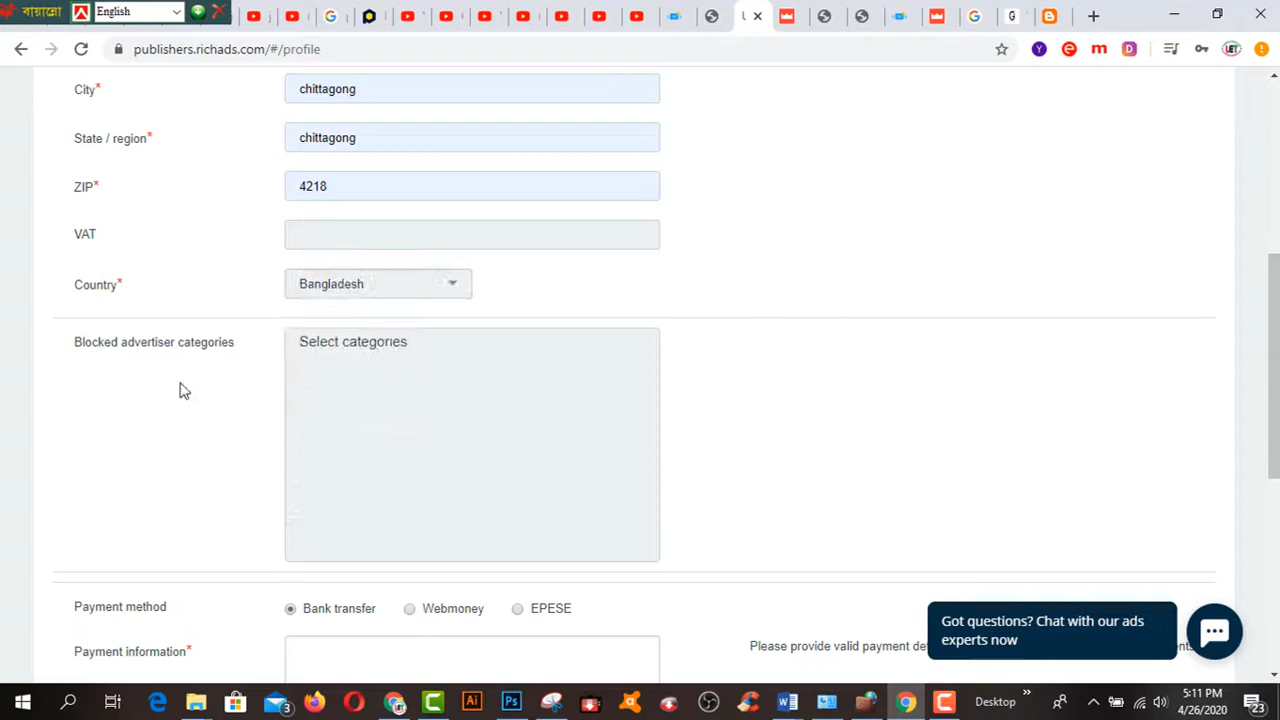 বায়ান্নো English
publishers.richads.com/#/profile
City* chittagong
State / region* chittagong
ZIP* 4218
VAT
Country* Bangladesh
Blocked advertiser categories Select categories
Payment method Bank transfer Webmoney EPESE
Payment information*
Please provide valid payment
Got questions? Chat with our ads
experts now
Desktop
5:11 PM
4/26/2020
3
23